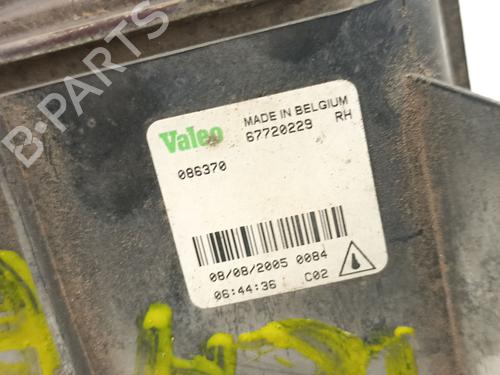 B-PARTS
Valeo MADE IN BELGIUM
67720229 RH
086370
08/08/2005 0084
06:44:36 C02